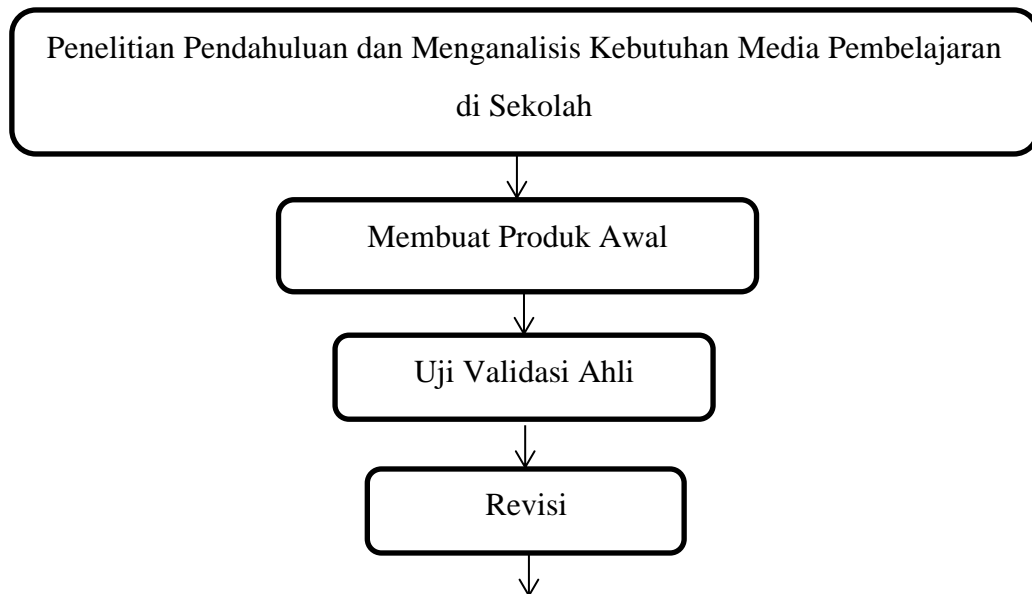 Penelitian Pendahuluan dan Menganalisis Kebutuhan Media Pembelajaran
di Sekolah
Membuat Produk Awal
Uji Validasi Ahli
Revisi